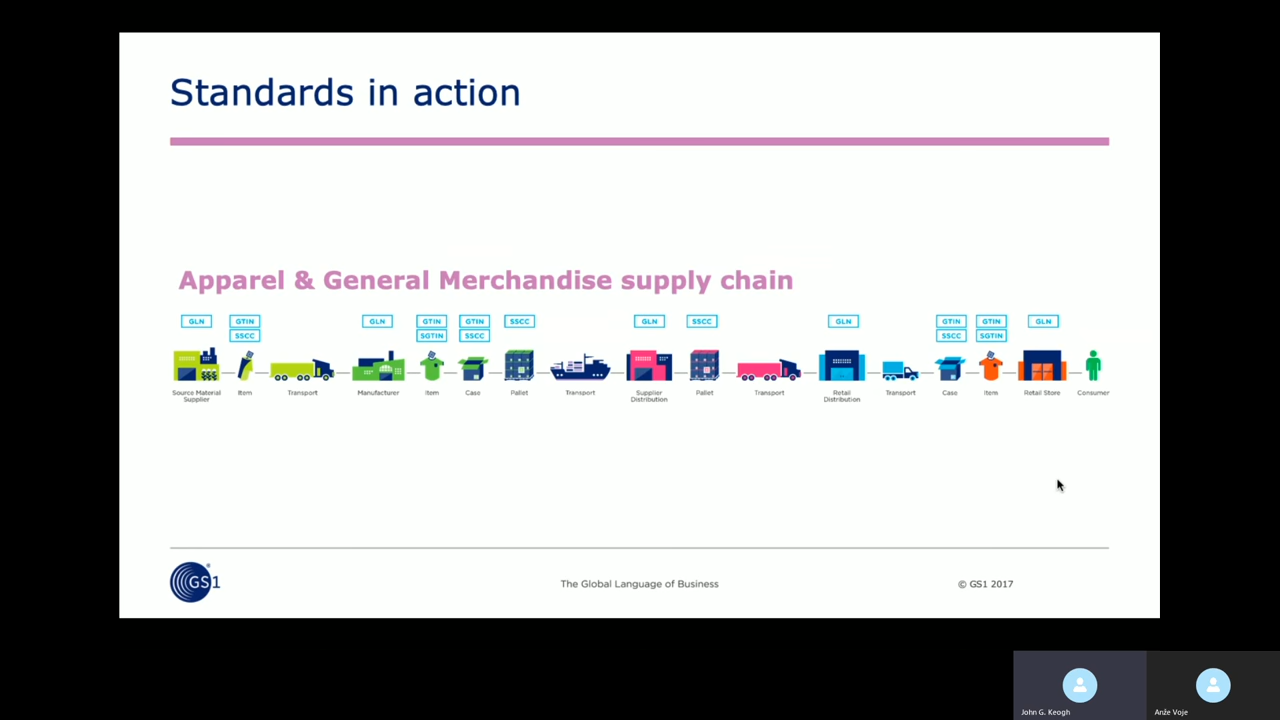 Standards in action
Apparel & General Merchandise supply chain
GLN GTIN GLN GTIN GTIN SSCC GLN SSCC GLN GTIN GTIN GLN
SSCC SGTIN SSCC SSCC SGTIN
Source Material Item Transport Manufacturer Item Case Pallet Transport Supplier Pallet Transport Retail Transport Case Item Retail Store Consumer
Supplier Distribution Distribution
GS1
The Global Language of Business
© GS1 2017
John G. Keogh
Anže Voje